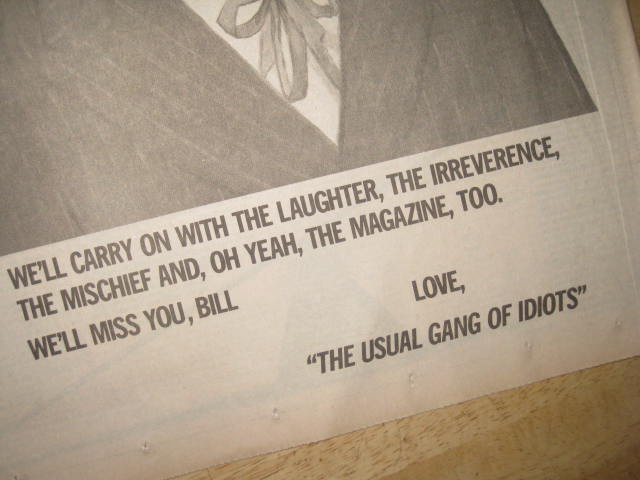 WE'LL CARRY ON WITH THE LAUGHTER, THE IRREVERENCE,
THE MISCHIEF AND, OH YEAH, THE MAGAZINE, TOO.
WE'LL MISS YOU, BILL
LOVE,
"THE USUAL GANG OF IDIOTS"